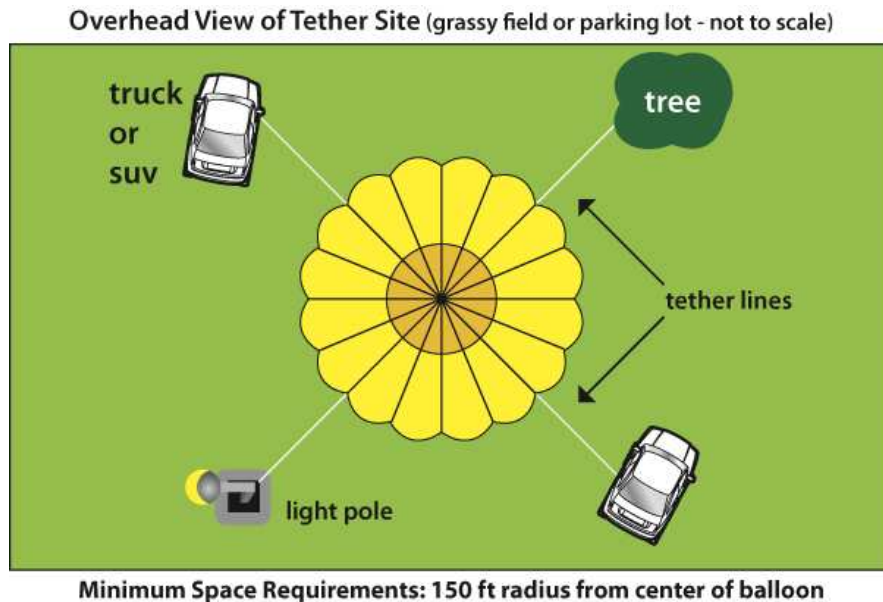 Overhead View of Tether Site (grassy field or parking lot - not to scale)
truck
or
suv
tree
tether lines
light pole
Minimum Space Requirements: 150 ft radius from center of balloon